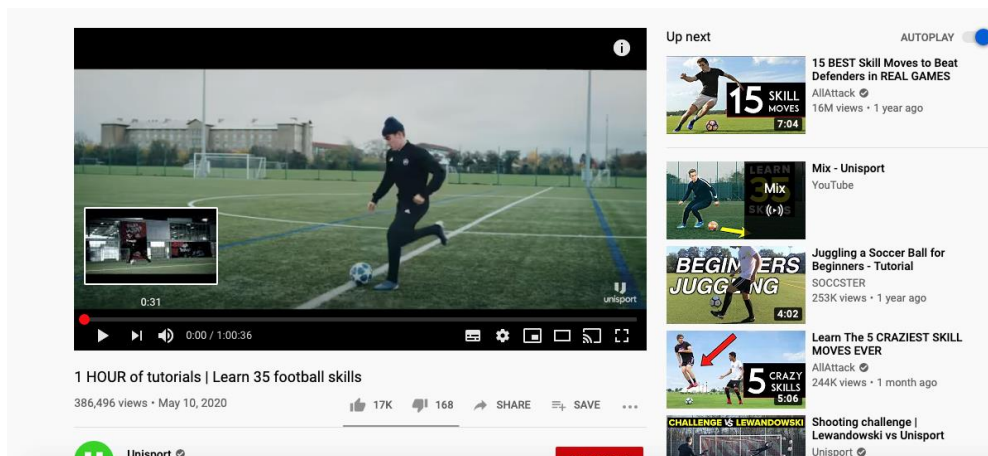 unisport
0:31
0:00 / 1:00:36
1 HOUR of tutorials | Learn 35 football skills
386,496 views • May 10, 2020
17K
168
SHARE
SAVE
Unisport
Up next
AUTOPLAY
15 SKILL
MOVES
7:04
15 BEST Skill Moves to Beat
Defenders in REAL GAMES
AllAttack
16M views • 1 year ago
LEARN
35
Mix
SKILLS
Mix - Unisport
YouTube
BEGINNERS
JUGGLING
4:02
Juggling a Soccer Ball for
Beginners - Tutorial
SOCCSTER
253K views • 1 year ago
5 CRAZY
SKILLS
5:06
Learn The 5 CRAZIEST SKILL
MOVES EVER
AllAttack
244K views • 1 month ago
CHALLENGE VS LEWANDOWSKI
Shooting challenge |
Lewandowski vs Unisport
Unisport